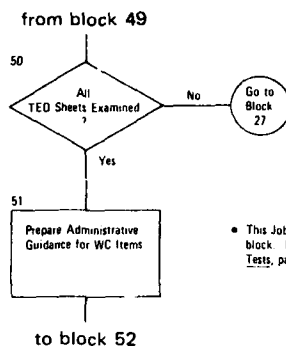 from block 49
50
All
TED Sheets Examined
?
No
Go to
Block
27
Yes
51
Prepare Administrative
Guidance for WC Items
• This Job
block.
Tests, pa
to block 52